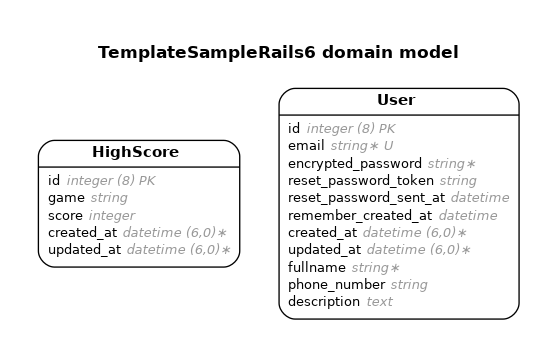 TemplateSampleRails6 domain model
HighScore
id integer (8) PK
game string
score integer
created_at datetime (6,0)∗
updated_at datetime (6,0)∗
User
id integer (8) PK
email string∗ U
encrypted_password string∗
reset_password_token string
reset_password_sent_at datetime
remember_created_at datetime
created_at datetime (6,0)∗
updated_at datetime (6,0)∗
fullname string∗
phone_number string
description text